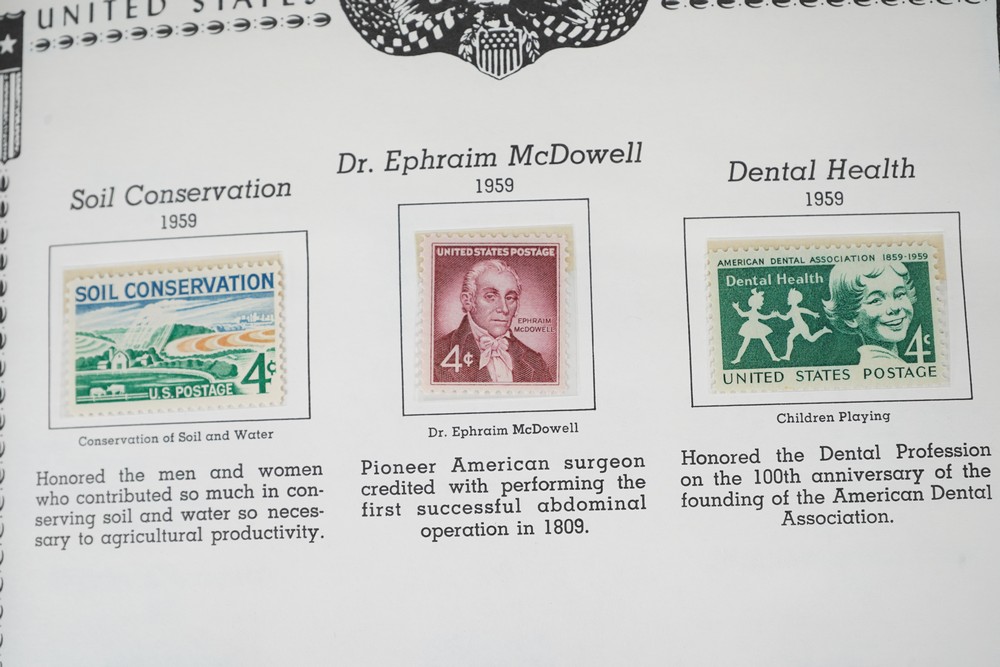 UNITED STATES
Soil Conservation
1959
SOIL CONSERVATION
4¢
U.S. POSTAGE
Conservation of Soil and Water
Honored the men and women
who contributed so much in con-
serving soil and water so neces-
sary to agricultural productivity.
Dr. Ephraim McDowell
1959
UNITED STATES POSTAGE
EPHRAIM
McDOWELL
4¢
Dr. Ephraim McDowell
Pioneer American surgeon
credited with performing the
first successful abdominal
operation in 1809.
Dental Health
1959
AMERICAN DENTAL ASSOCIATION 1859-1959
Dental Health
4¢
UNITED STATES POSTAGE
Children Playing
Honored the Dental Profession
on the 100th anniversary of the
founding of the American Dental
Association.